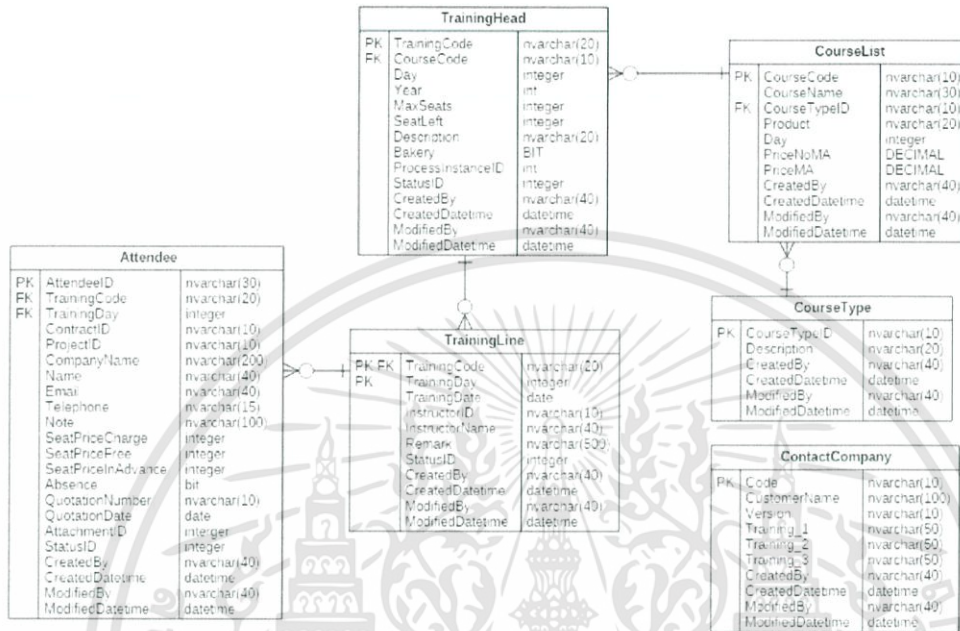 TrainingHead
PK TrainingCode nvarchar(20)
FK CourseCode nvarchar(10)
Day integer
Year int
MaxSeats integer
SeatLeft integer
Description nvarchar(20)
Bakery BIT
ProcessInstanceID int
StatusID integer
CreatedBy nvarchar(40)
CreatedDatetime datetime
ModifiedBy nvarchar(40)
ModifiedDatetime datetime
CourseList
PK CourseCode nvarchar(10)
CourseName nvarchar(30)
FK CourseTypeID nvarchar(10)
Product nvarchar(20)
Day integer
PriceNoMA DECIMAL
PriceMA DECIMAL
CreatedBy nvarchar(40)
CreatedDatetime datetime
ModifiedBy nvarchar(40)
ModifiedDatetime datetime
Attendee
PK AttendeeID nvarchar(30)
FK TrainingCode nvarchar(20)
FK TrainingDay integer
ContractID nvarchar(10)
ProjectID nvarchar(10)
CompanyName nvarchar(200)
Name nvarchar(40)
Email nvarchar(40)
Telephone nvarchar(15)
Note nvarchar(100)
SeatPriceCharge integer
SeatPriceFree integer
SeatPriceInAdvance integer
Absence bit
QuotationNumber nvarchar(10)
QuotationDate date
AttachmentID interger
StatusID integer
CreatedBy nvarchar(40)
CreatedDatetime datetime
ModifiedBy nvarchar(40)
ModifiedDatetime datetime
TrainingLine
PK FK TrainingCode nvarchar(20)
PK TrainingDay integer
TrainingDate date
InstructorID nvarchar(10)
InstructorName nvarchar(40)
Remark nvarchar(500)
StatusID integer
CreatedBy nvarchar(40)
CreatedDatetime datetime
ModifiedBy nvarchar(40)
ModifiedDatetime datetime
CourseType
PK CourseTypeID nvarchar(10)
Description nvarchar(20)
CreatedBy nvarchar(40)
CreatedDatetime datetime
ModifiedBy nvarchar(40)
ModifiedDatetime datetime
ContactCompany
PK Code nvarchar(10)
CustomerName nvarchar(100)
Version nvarchar(10)
Training_1 nvarchar(50)
Training_2 nvarchar(50)
Training_3 nvarchar(50)
CreatedBy nvarchar(40)
CreatedDatetime datetime
ModifiedBy nvarchar(40)
ModifiedDatetime datetime